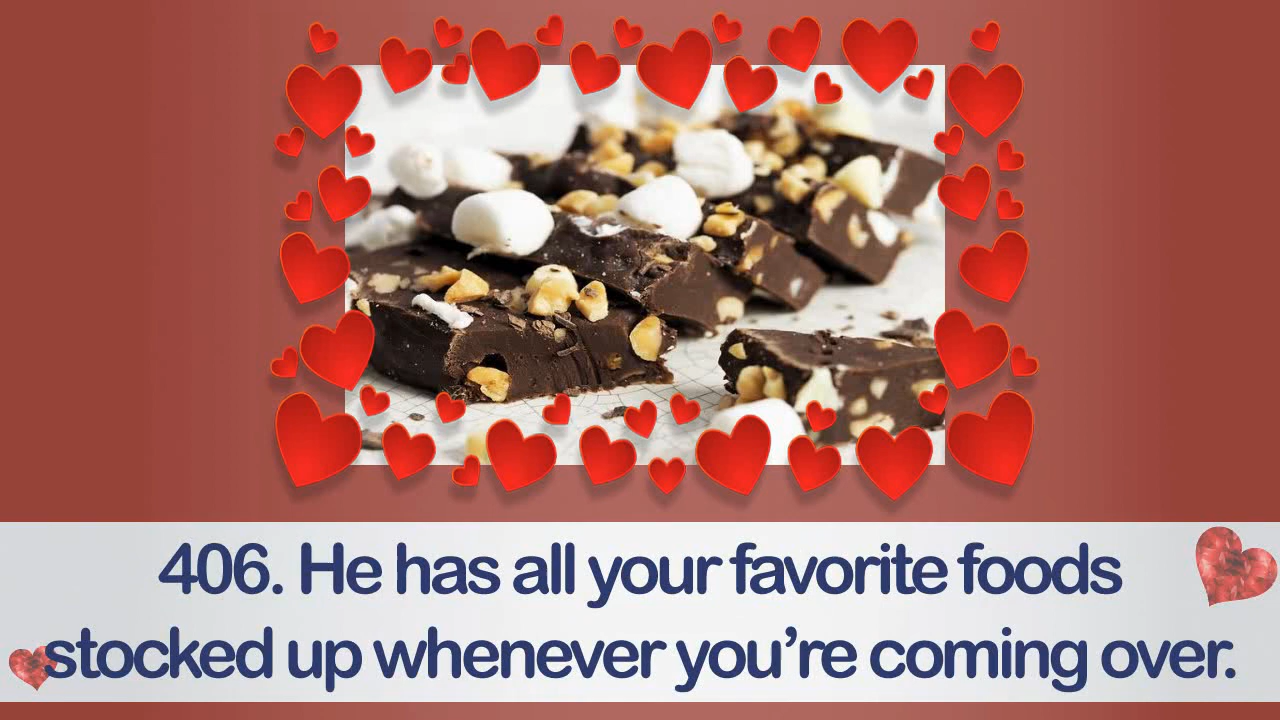 406. He has all your favorite foods
stocked up whenever you’re coming over.